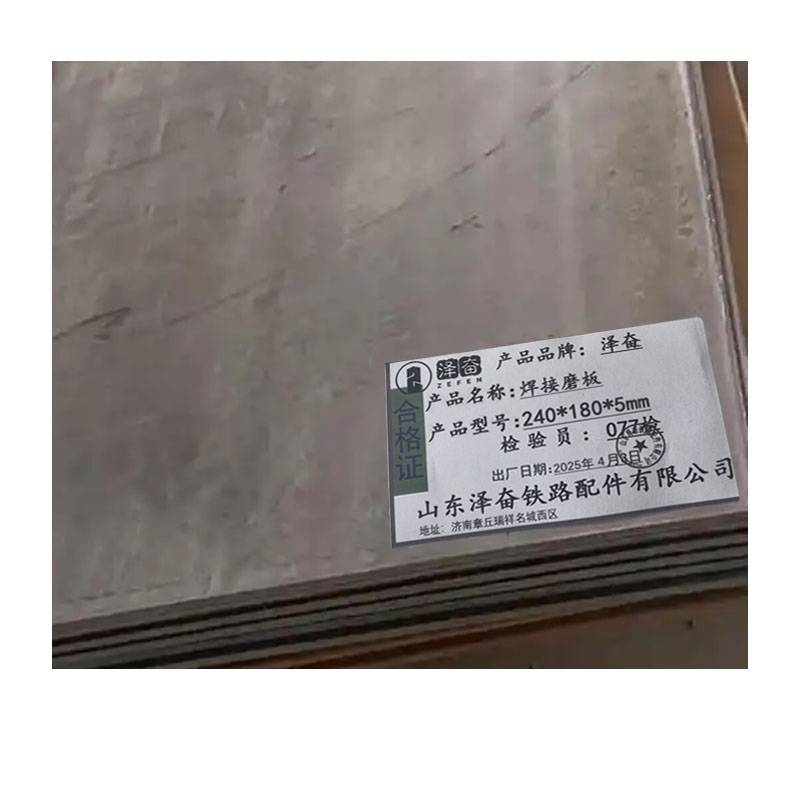 泽奋
ZEFEN
产品品牌：泽奋
合格证
产品名称:焊接磨板
产品型号:240*180*5mm
检验员：077检
出厂日期:2025年4月3日
山东泽奋铁路配件有限公司
地址：济南章丘瑞祥名城西区